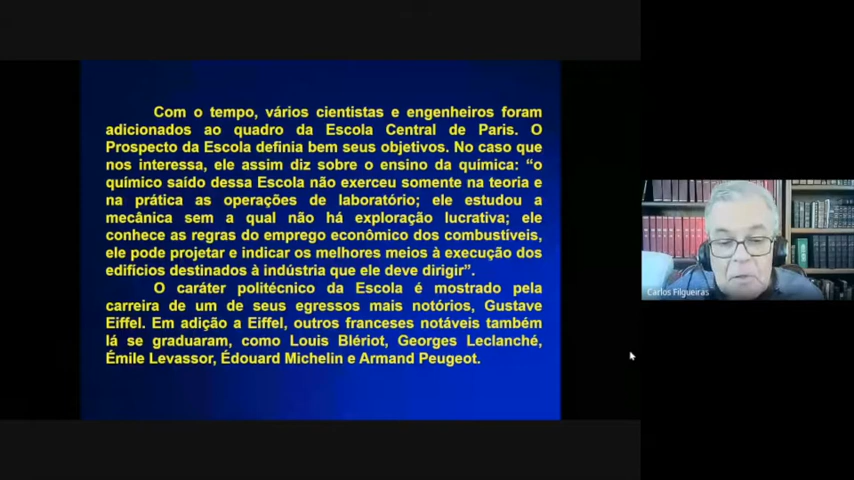 Com o tempo, vários cientistas e engenheiros foram
adicionados ao quadro da Escola Central de Paris. O
Prospecto da Escola definia bem seus objetivos. No caso que
nos interessa, ele assim diz sobre o ensino da química: “o
químico saído dessa Escola não exerceu somente na teoria e
na prática as operações de laboratório; ele estudou a
mecânica sem a qual não há exploração lucrativa; ele
conhece as regras do emprego econômico dos combustíveis,
ele pode projetar e indicar os melhores meios à execução dos
edifícios destinados à indústria que ele deve dirigir”.
O caráter politécnico da Escola é mostrado pela
carreira de um de seus egressos mais notórios, Gustave
Eiffel. Em adição a Eiffel, outros franceses notáveis também
lá se graduaram, como Louis Blériot, Georges Leclanché,
Émile Levassor, Édouard Michelin e Armand Peugeot.
Carlos Filgueiras